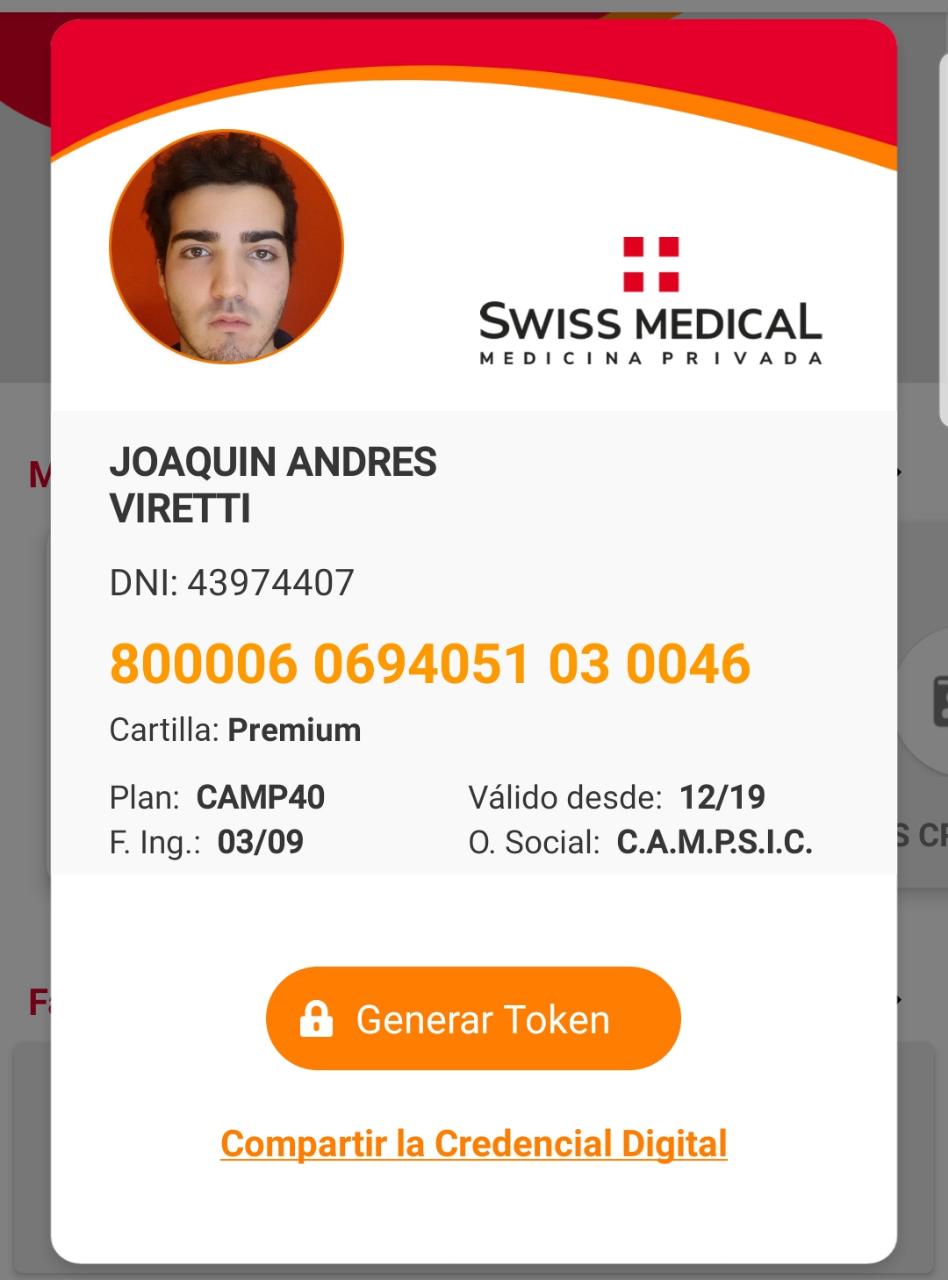 SWISS MEDICAL
MEDICINA PRIVADA
JOAQUIN ANDRES
VIRETTI
DNI: 43974407
800006 0694051 03 0046
Cartilla: Premium
Plan: CAMP40 Válido desde: 12/19
F. Ing.: 03/09 O. Social: C.A.M.P.S.I.C.
Generar Token
Compartir la Credencial Digital